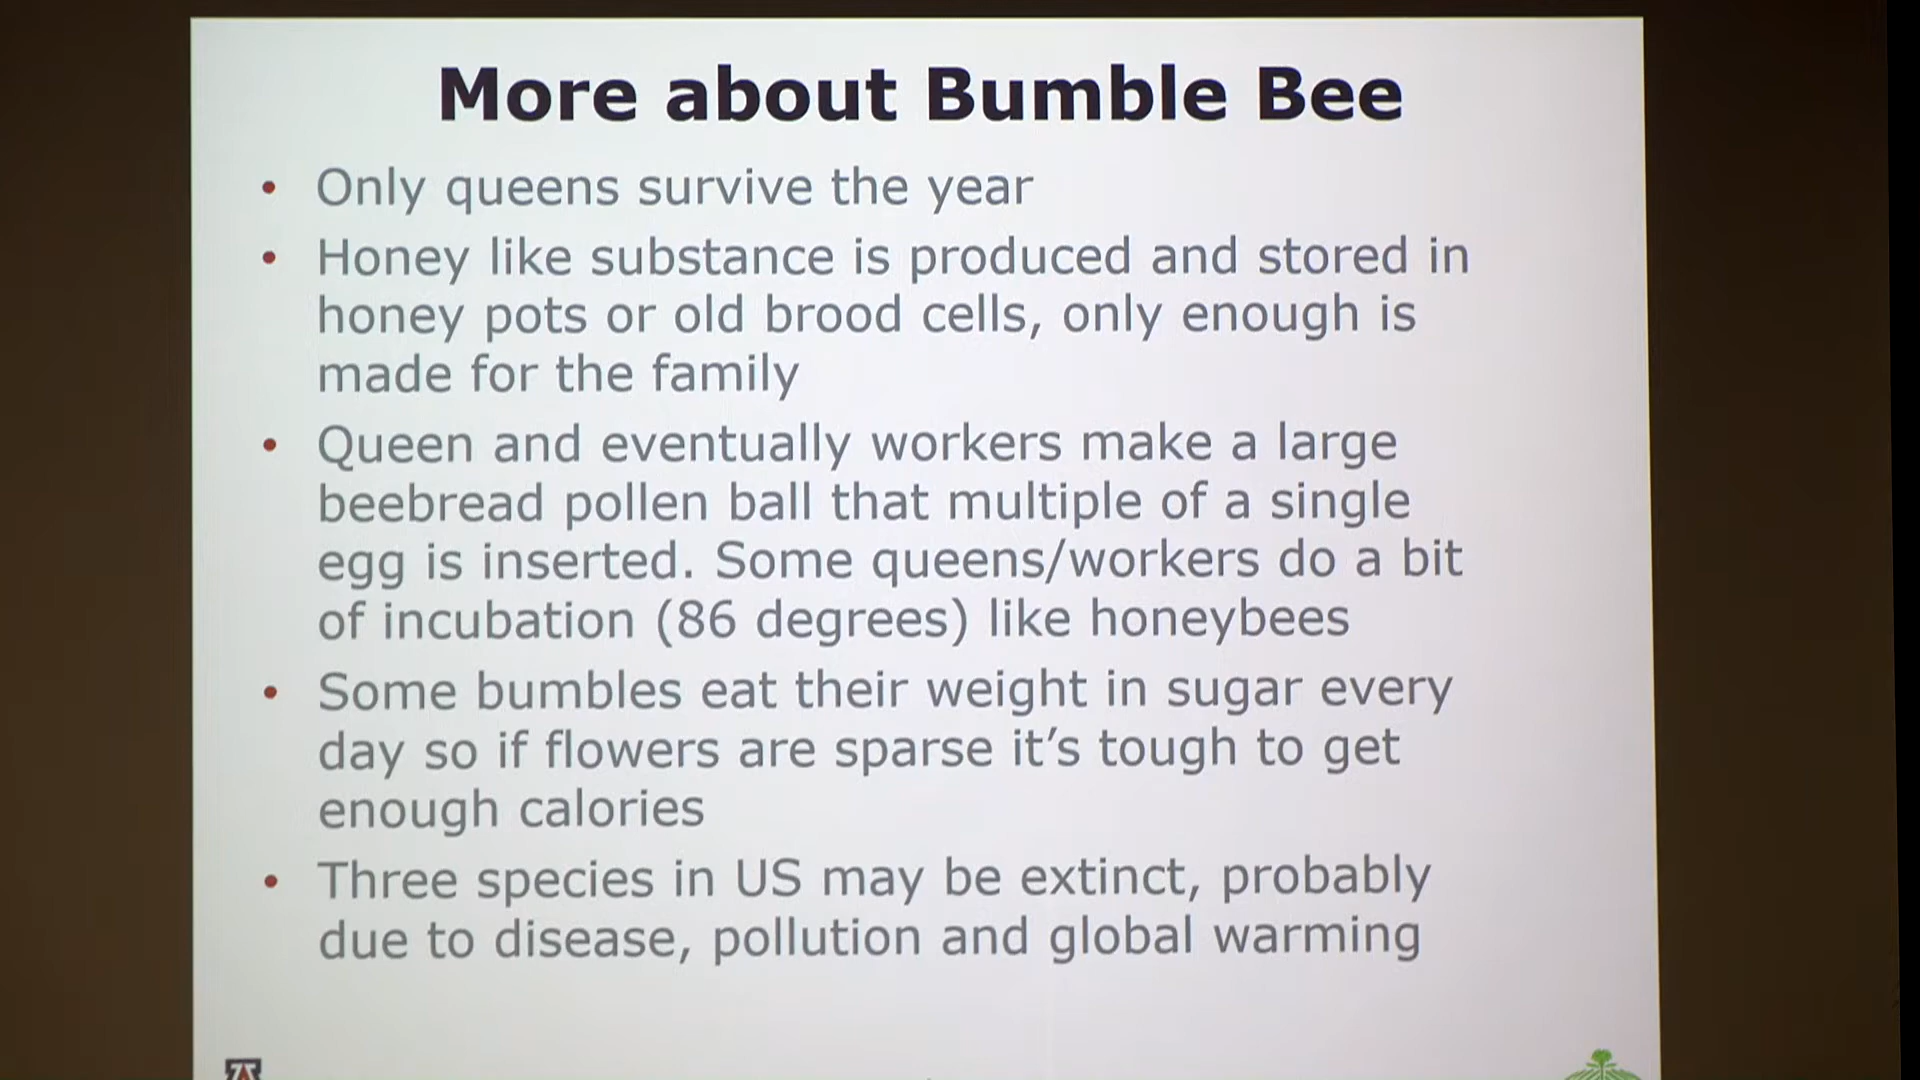 More about Bumble Bee
• Only queens survive the year
• Honey like substance is produced and stored in
honey pots or old brood cells, only enough is
made for the family
• Queen and eventually workers make a large
beebread pollen ball that multiple of a single
egg is inserted. Some queens/workers do a bit
of incubation (86 degrees) like honeybees
• Some bumbles eat their weight in sugar every
day so if flowers are sparse it’s tough to get
enough calories
• Three species in US may be extinct, probably
due to disease, pollution and global warming